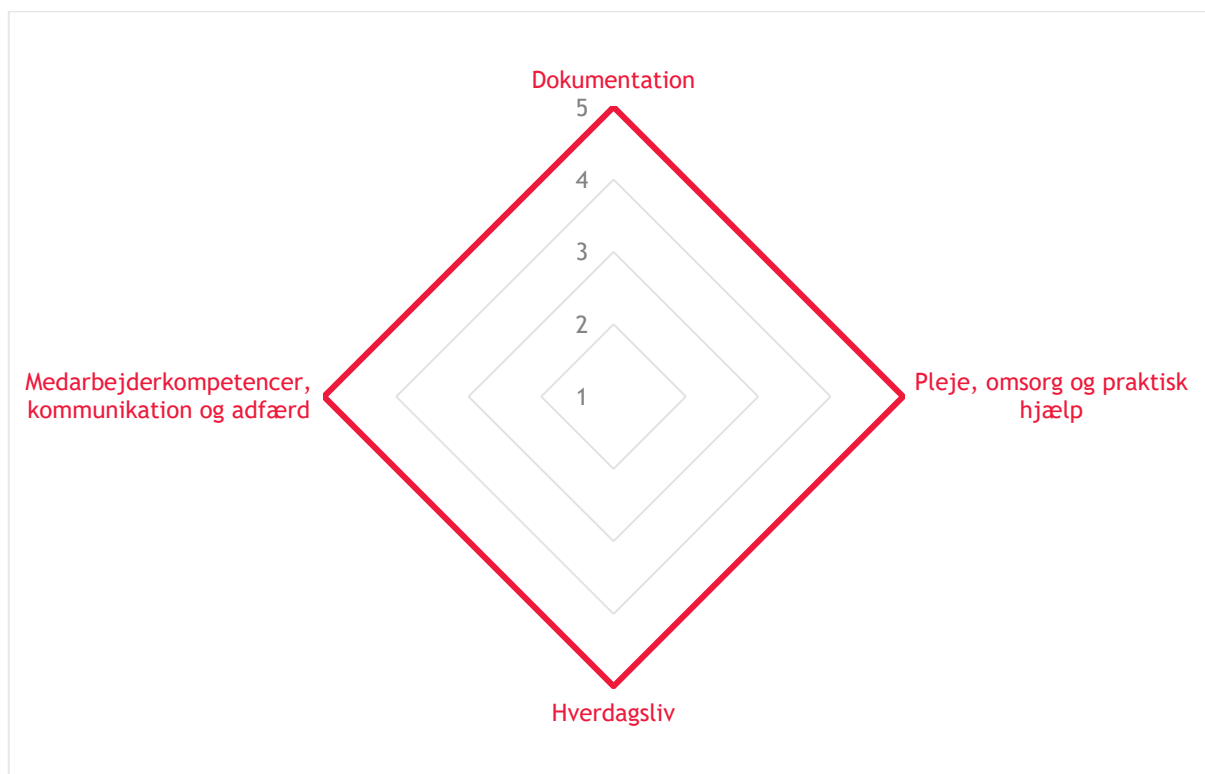 Dokumentation
5
4
3
2
1
Medarbejderkompetencer,
kommunikation og adfærd
Pleje, omsorg og praktisk
hjælp
Hverdagsliv